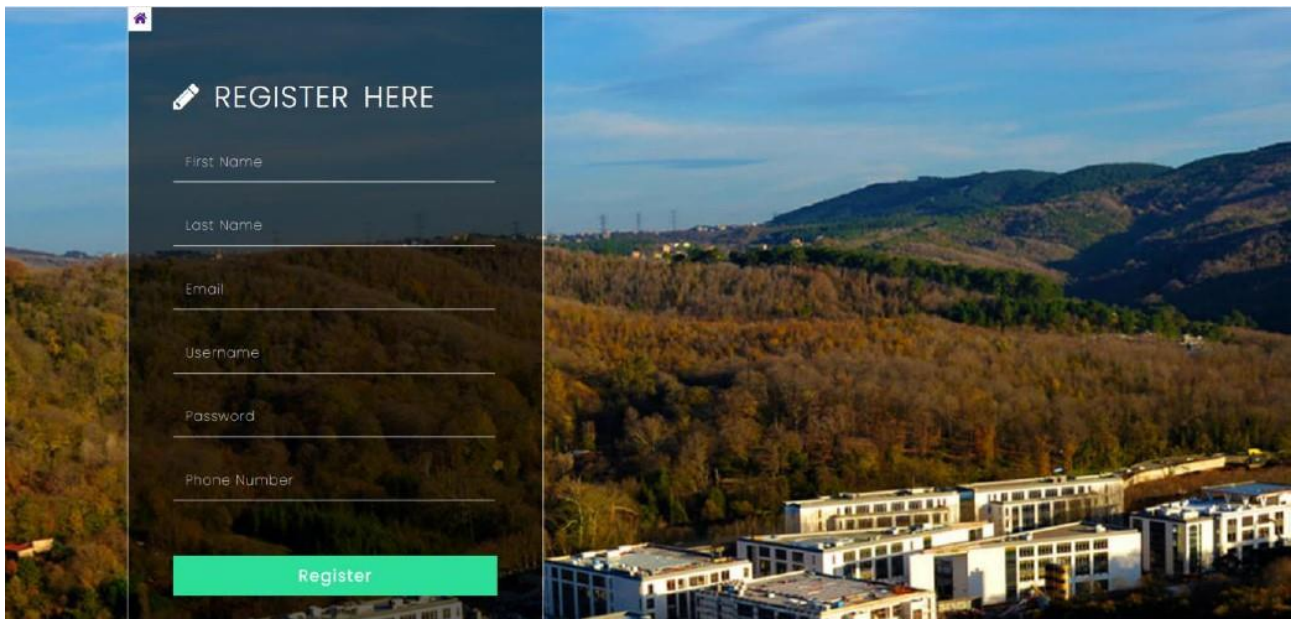 REGISTER HERE
First Name
Last Name
Email
Username
Password
Phone Number
Register